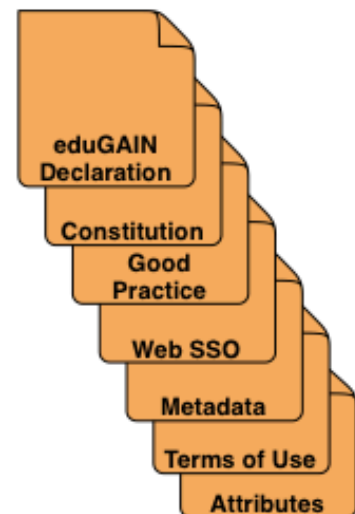 eduGAIN
Declaration
Constitution
Good
Practice
Web SSO
Metadata
Terms of Use
Attributes